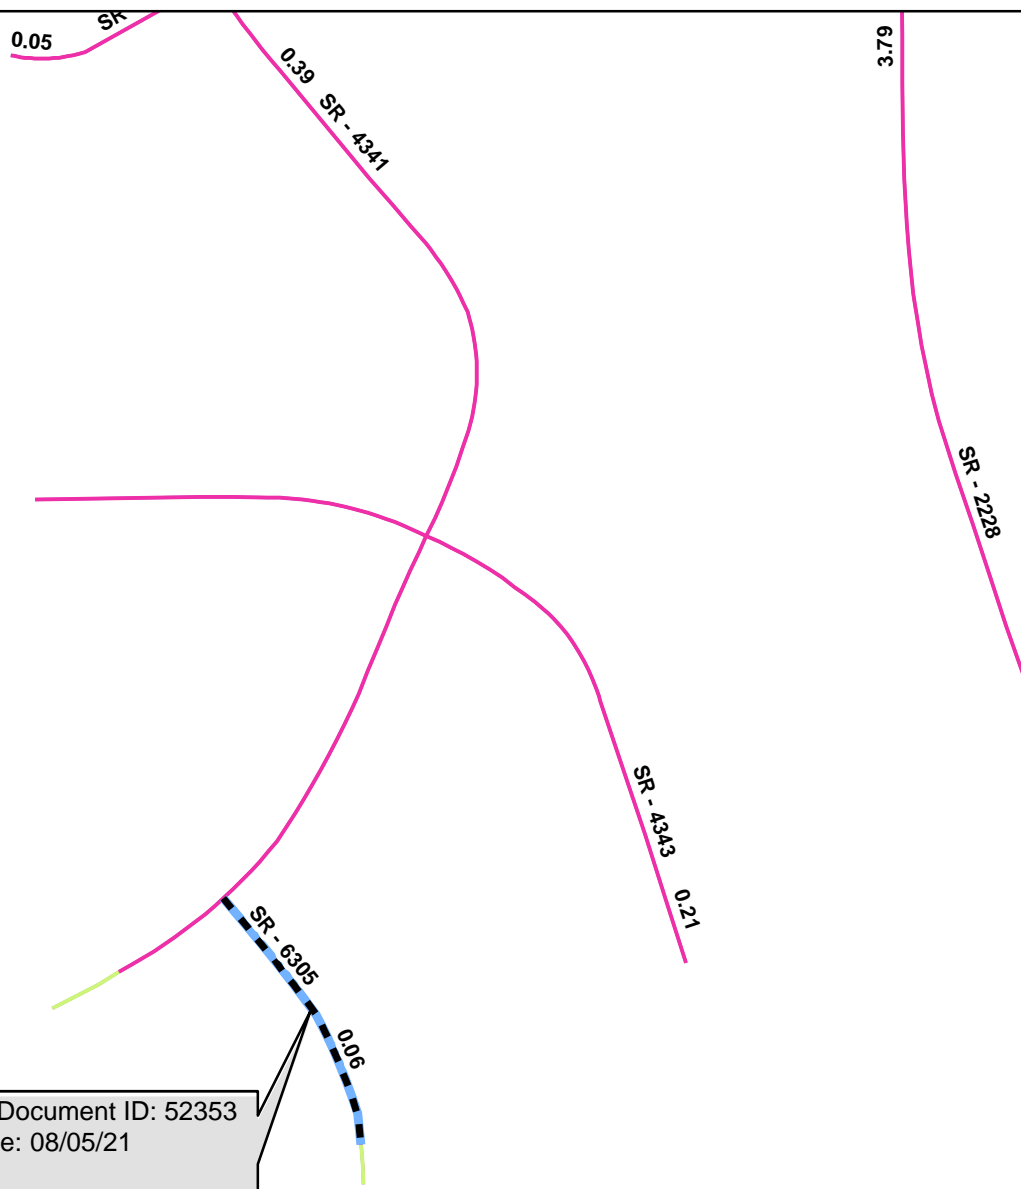 SR
0.05
0.39 SR - 4341
3.79
SR - 2228
SR - 4343 0.21
SR - 6305
0.06
Document ID: 52353
e: 08/05/21